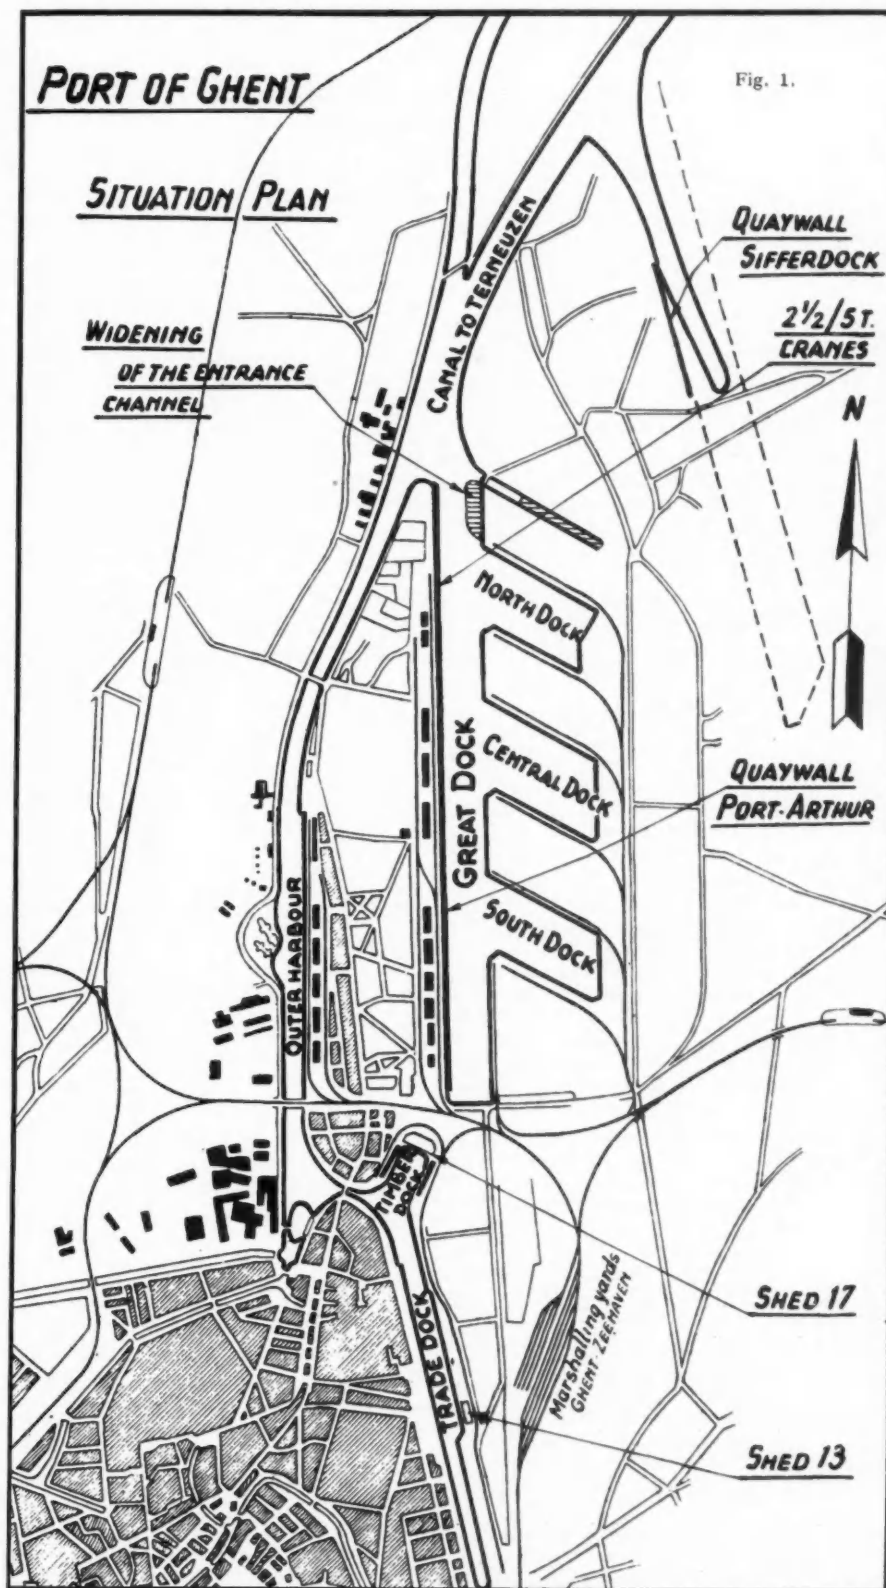 PORT OF GHENT
Fig. 1.
SITUATION PLAN
QUAYWALL
SIFFERDOCK
WIDENING
OF THE ENTRANCE
CHANNEL
CANAL TO TERNEUZEN
2½/5 T.
CRANES
N
NORTH DOCK
GREAT DOCK
CENTRAL DOCK
QUAYWALL
PORT-ARTHUR
SOUTH DOCK
OUTER HARBOUR
TIMBER
DOCK
TRADE DOCK
Marshalling yards
GHENT-ZEEHAVEN
SHED 17
SHED 13